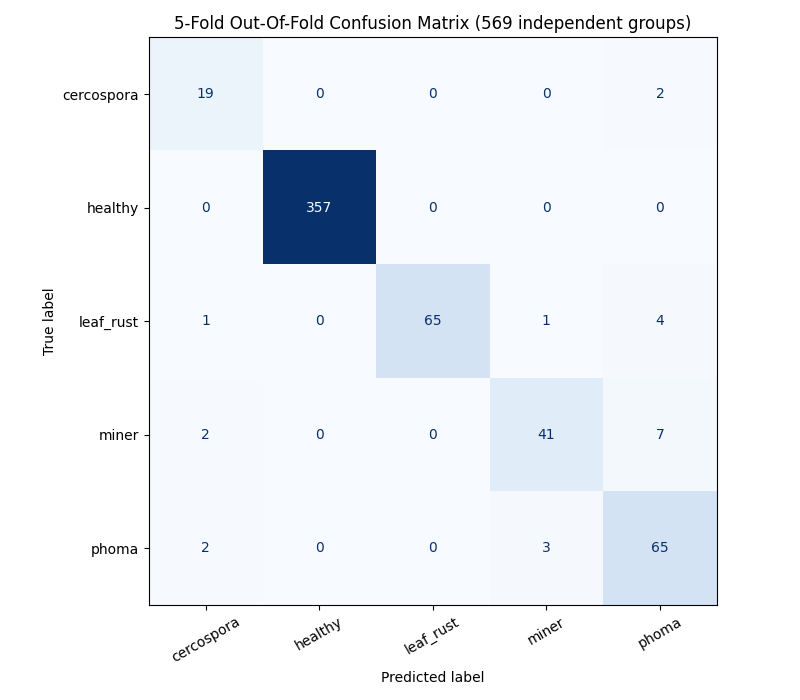 5-Fold Out-Of-Fold Confusion Matrix (569 independent groups)
cercospora 19 0 0 0 2
healthy 0 357 0 0 0
leaf_rust 1 0 65 1 4
miner 2 0 0 41 7
phoma 2 0 0 3 65
True label
cercospora healthy leaf_rust miner phoma
Predicted label